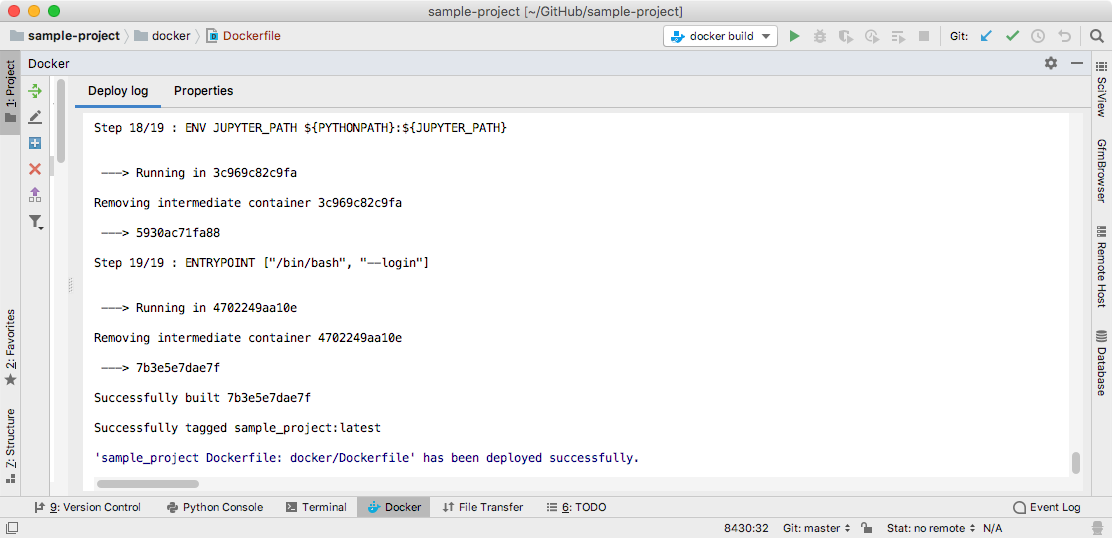 sample-project [~/GitHub/sample-project]
sample-project docker Dockerfile docker build Git:
Docker
1: Project
2: Favorites
7: Structure
Deploy log Properties
Step 18/19 : ENV JUPYTER_PATH ${PYTHONPATH}:${JUPYTER_PATH}
---> Running in 3c969c82c9fa
Removing intermediate container 3c969c82c9fa
---> 5930ac71fa88
Step 19/19 : ENTRYPOINT ["/bin/bash", "--login"]
---> Running in 4702249aa10e
Removing intermediate container 4702249aa10e
---> 7b3e5e7dae7f
Successfully built 7b3e5e7dae7f
Successfully tagged sample_project:latest
'sample_project Dockerfile: docker/Dockerfile' has been deployed successfully.
SciView
GfmBrowser
Remote Host
Database
9: Version Control Python Console Terminal Docker File Transfer 6: TODO Event Log
8430:32 Git: master Stat: no remote N/A